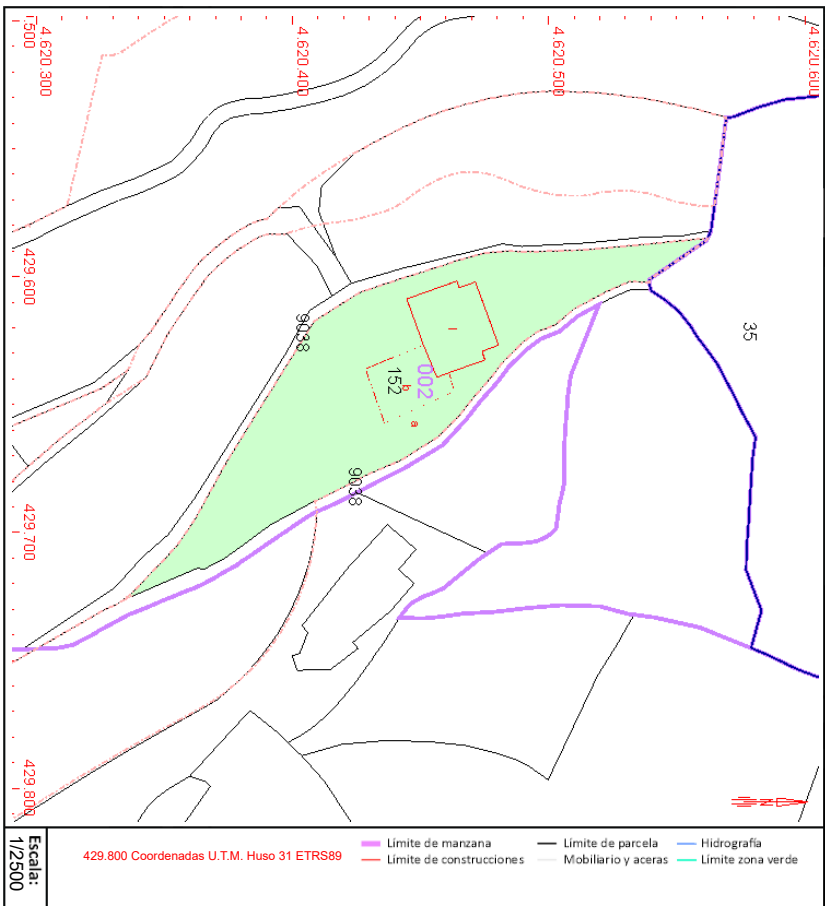 ,500
4.620.300
4.620.400
4.620.500
4.620.600
429.600
35
9038
I
002
152
b
a
9038
429.700
429.800
Escala:
1/2500
429.800 Coordenadas U.T.M. Huso 31 ETRS89
Límite de manzana
Límite de parcela
Hidrografía
Límite de construcciones
Mobiliario y aceras
Límite zona verde